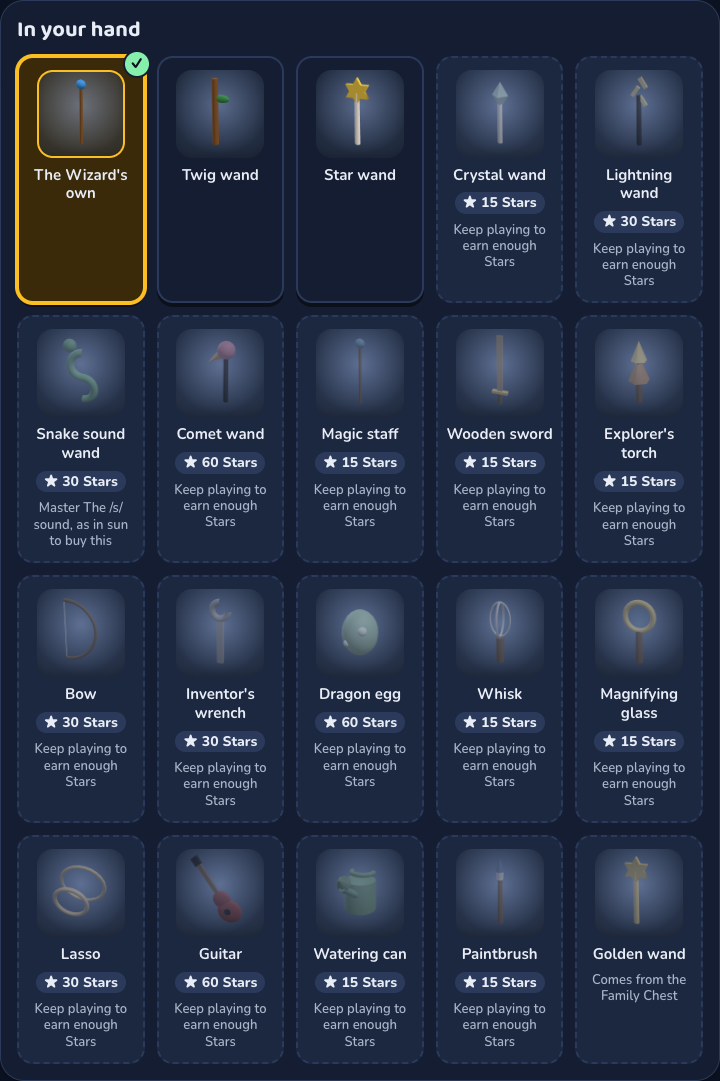 In your hand
The Wizard's
own
Twig wand
Star wand
Crystal wand
15 Stars
Keep playing to
earn enough
Stars
Lightning
wand
30 Stars
Keep playing to
earn enough
Stars
Snake sound
wand
30 Stars
Master The /s/
sound, as in sun
to buy this
Comet wand
60 Stars
Keep playing to
earn enough
Stars
Magic staff
15 Stars
Keep playing to
earn enough
Stars
Wooden sword
15 Stars
Keep playing to
earn enough
Stars
Explorer's
torch
15 Stars
Keep playing to
earn enough
Stars
Bow
30 Stars
Keep playing to
earn enough
Stars
Inventor's
wrench
30 Stars
Keep playing to
earn enough
Stars
Dragon egg
60 Stars
Keep playing to
earn enough
Stars
Whisk
15 Stars
Keep playing to
earn enough
Stars
Magnifying
glass
15 Stars
Keep playing to
earn enough
Stars
Lasso
30 Stars
Keep playing to
earn enough
Stars
Guitar
60 Stars
Keep playing to
earn enough
Stars
Watering can
15 Stars
Keep playing to
earn enough
Stars
Paintbrush
15 Stars
Keep playing to
earn enough
Stars
Golden wand
Comes from the
Family Chest